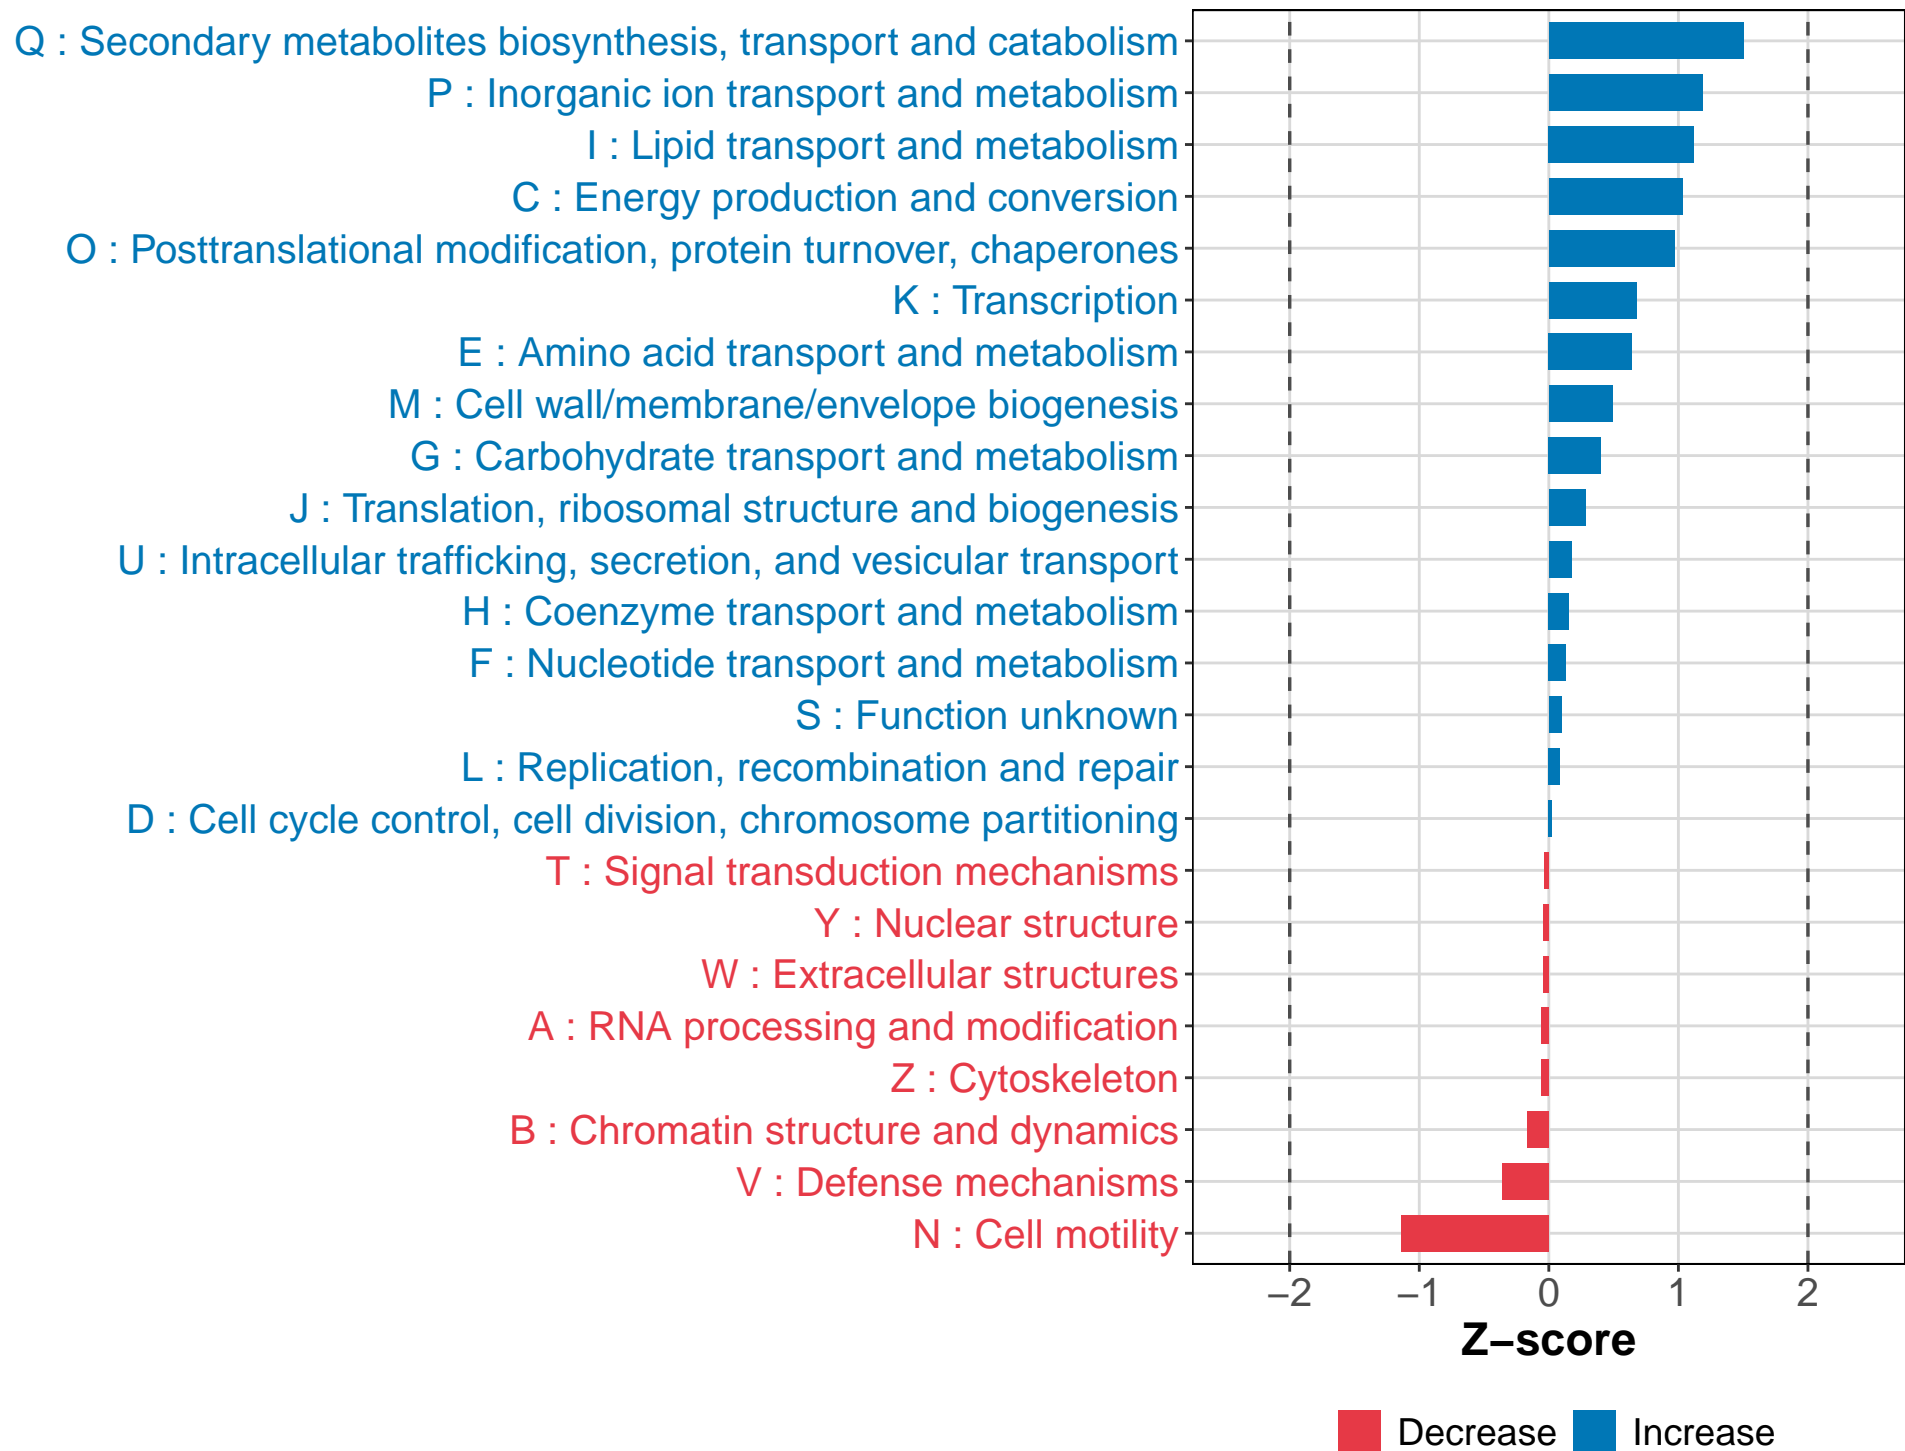 Q : Secondary metabolites biosynthesis, transport and catabolism
P : Inorganic ion transport and metabolism
I : Lipid transport and metabolism
C : Energy production and conversion
O : Posttranslational modification, protein turnover, chaperones
K : Transcription
E : Amino acid transport and metabolism
M : Cell wall/membrane/envelope biogenesis
G : Carbohydrate transport and metabolism
J : Translation, ribosomal structure and biogenesis
U : Intracellular trafficking, secretion, and vesicular transport
H : Coenzyme transport and metabolism
F : Nucleotide transport and metabolism
S : Function unknown
L : Replication, recombination and repair
D : Cell cycle control, cell division, chromosome partitioning
T : Signal transduction mechanisms
Y : Nuclear structure
W : Extracellular structures
A : RNA processing and modification
Z : Cytoskeleton
B : Chromatin structure and dynamics
V : Defense mechanisms
N : Cell motility
−2 −1 0 1 2
Z−score
Decrease Increase